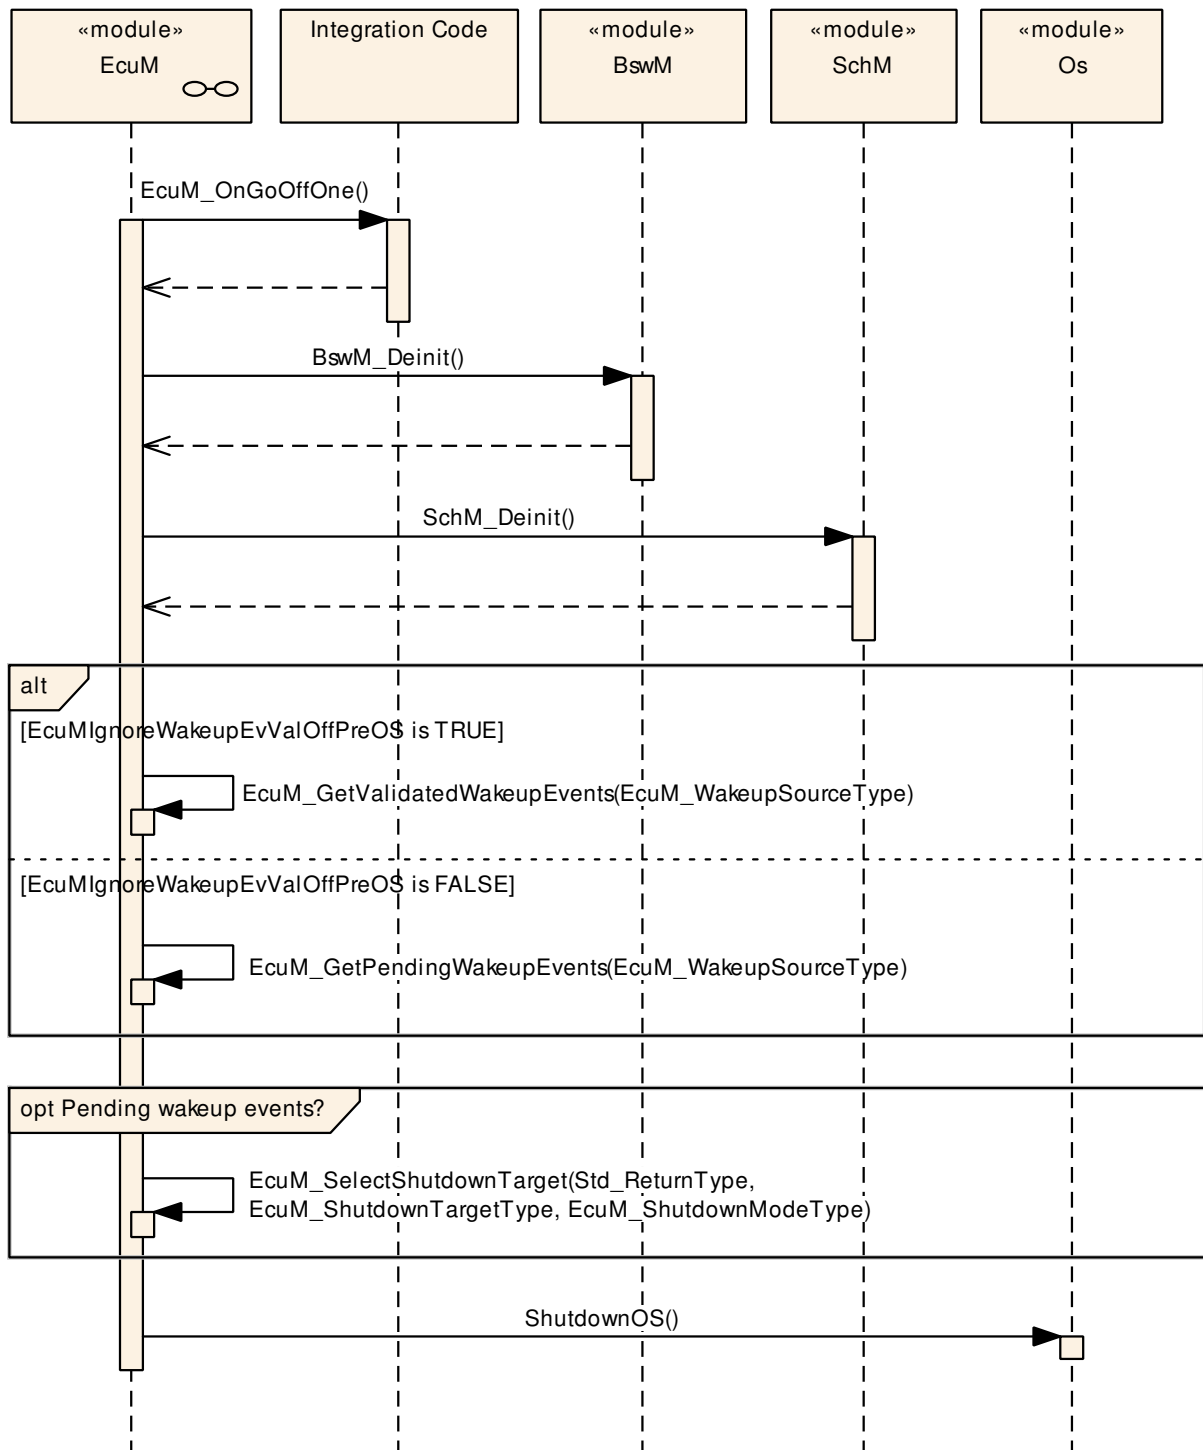 «module»
EcuM
Integration Code
«module»
BswM
«module»
SchM
«module»
Os
EcuM_OnGoOffOne()
BswM_Deinit()
SchM_Deinit()
alt
[EcuMIgnoreWakeupEvValOffPreOS is TRUE]
EcuM_GetValidatedWakeupEvents(EcuM_WakeupSourceType)
[EcuMIgnoreWakeupEvValOffPreOS is FALSE]
EcuM_GetPendingWakeupEvents(EcuM_WakeupSourceType)
opt Pending wakeup events?
EcuM_SelectShutdownTarget(Std_ReturnType,
EcuM_ShutdownTargetType, EcuM_ShutdownModeType)
ShutdownOS()